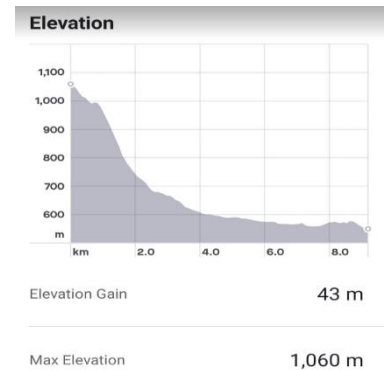 Elevation
1,100
1,000
900
800
700
600
m
km 2.0 4.0 6.0 8.0
Elevation Gain 43 m
Max Elevation 1,060 m